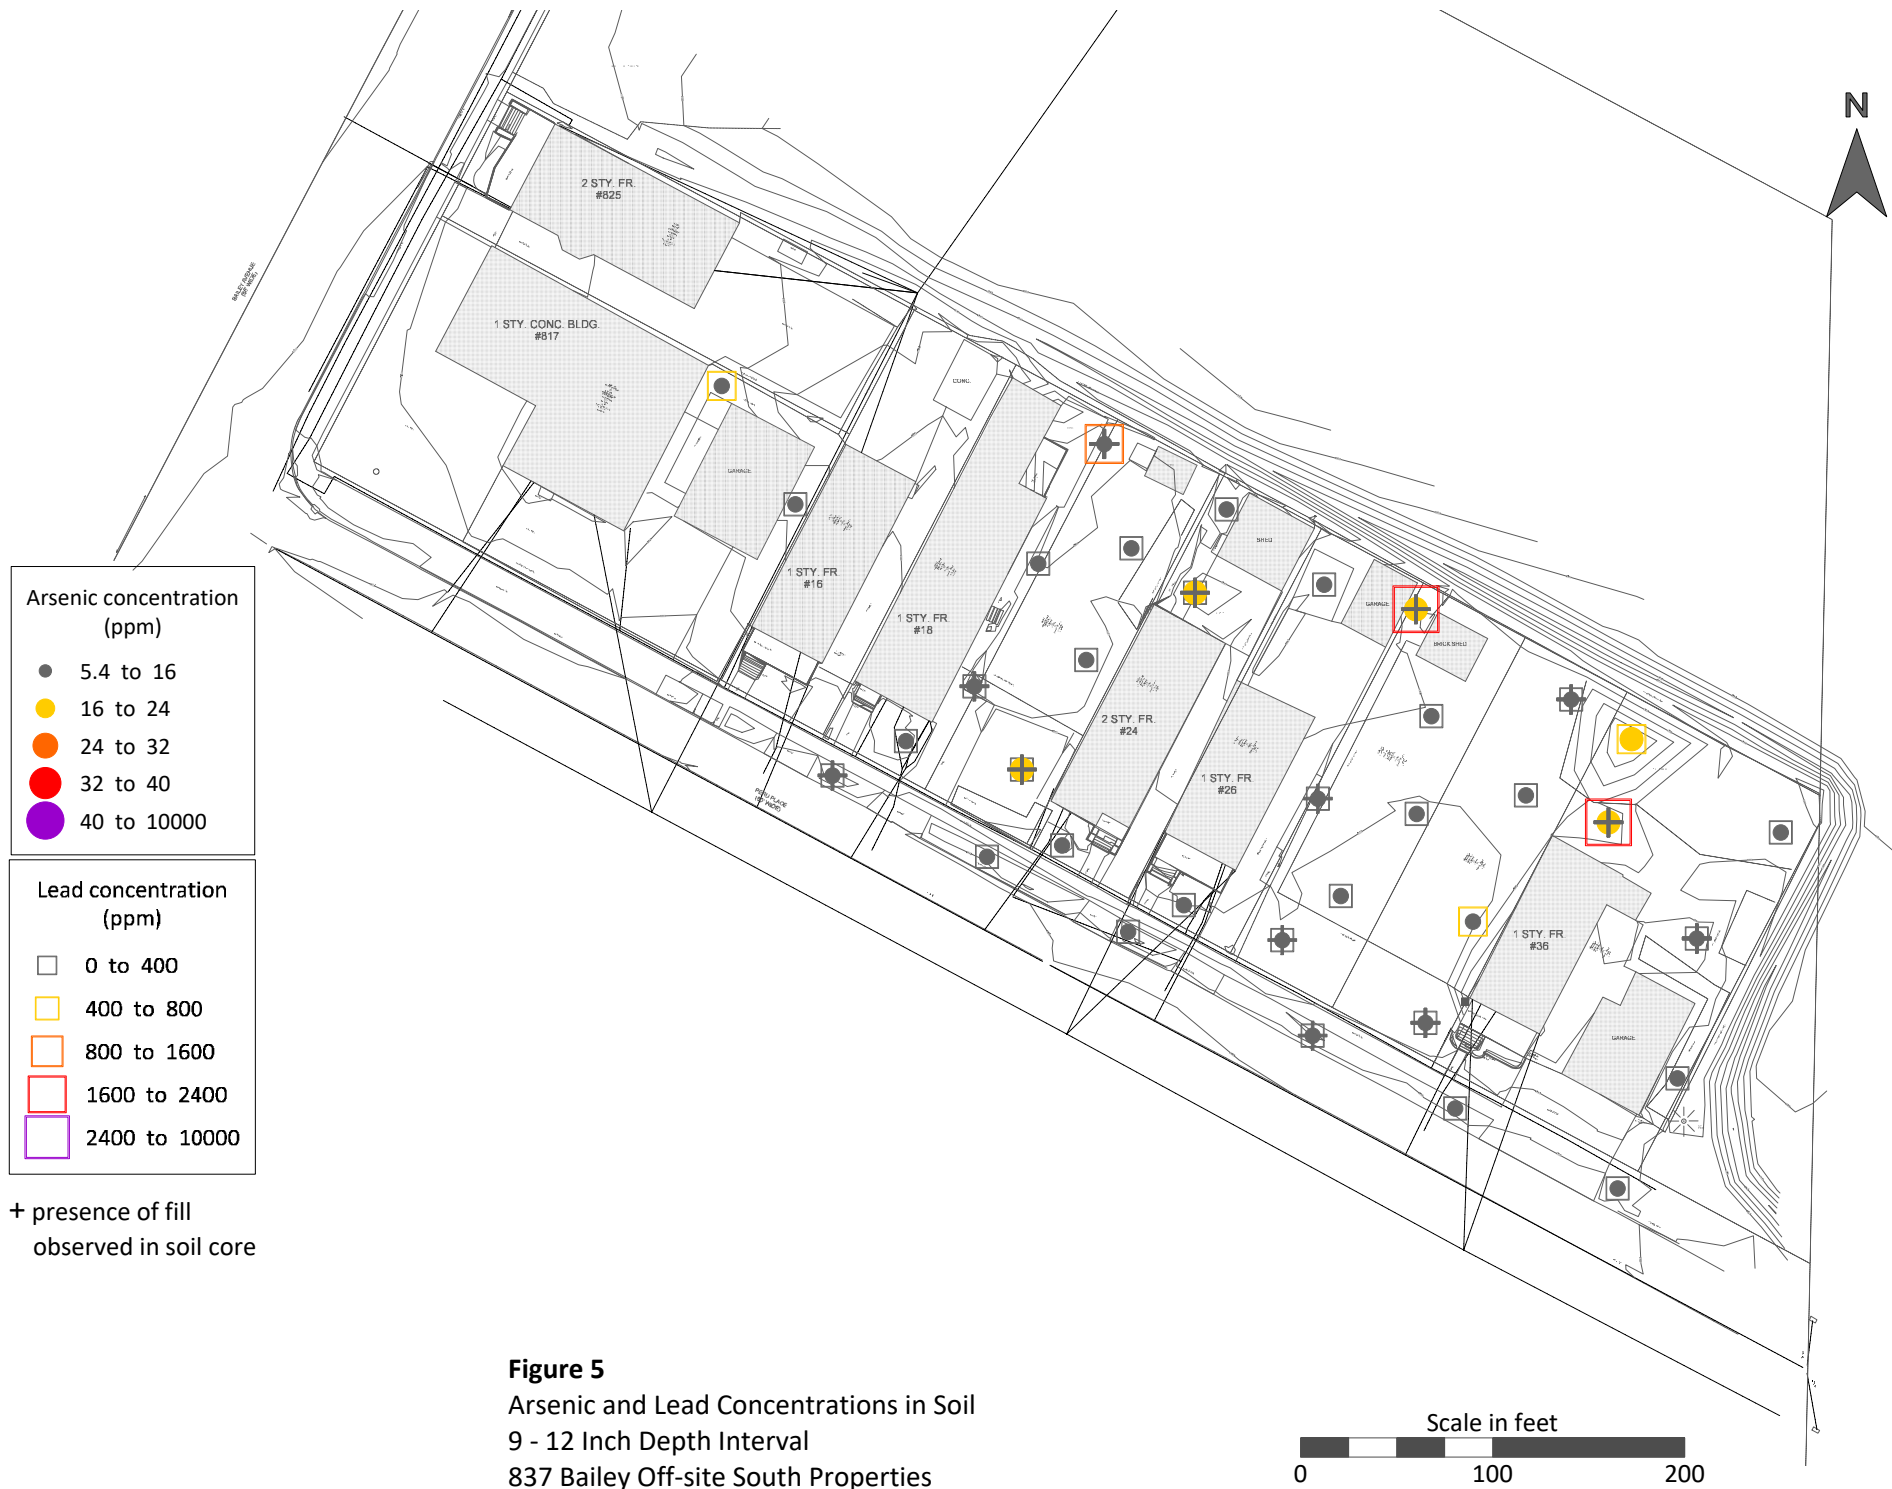 N
2 STY. FR.
#825
BAILEY AVENUE
1 STY. CONC. BLDG.
#817
CONC.
GARAGE
SHED
1 STY. FR.
#16
1 STY. FR.
#18
GARAGE
BRICK SHED
2 STY. FR.
#24
1 STY. FR.
#26
PERU PLACE
1 STY. FR.
#36
GARAGE
Arsenic concentration
(ppm)
5.4 to 16
16 to 24
24 to 32
32 to 40
40 to 10000
Lead concentration
(ppm)
0 to 400
400 to 800
800 to 1600
1600 to 2400
2400 to 10000
+ presence of fill
observed in soil core
Figure 5
Arsenic and Lead Concentrations in Soil
9 - 12 Inch Depth Interval
837 Bailey Off-site South Properties
Scale in feet
0 100 200